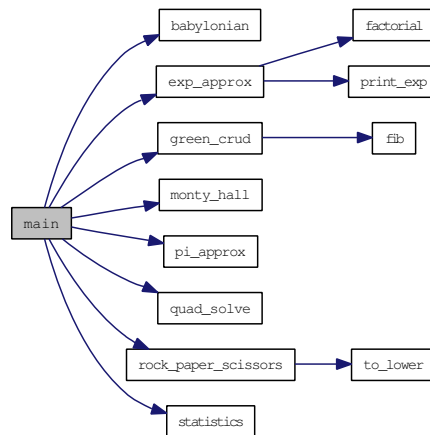 babylonian
factorial
exp_approx
print_exp
green_crud
fib
monty_hall
main
pi_approx
quad_solve
rock_paper_scissors
to_lower
statistics